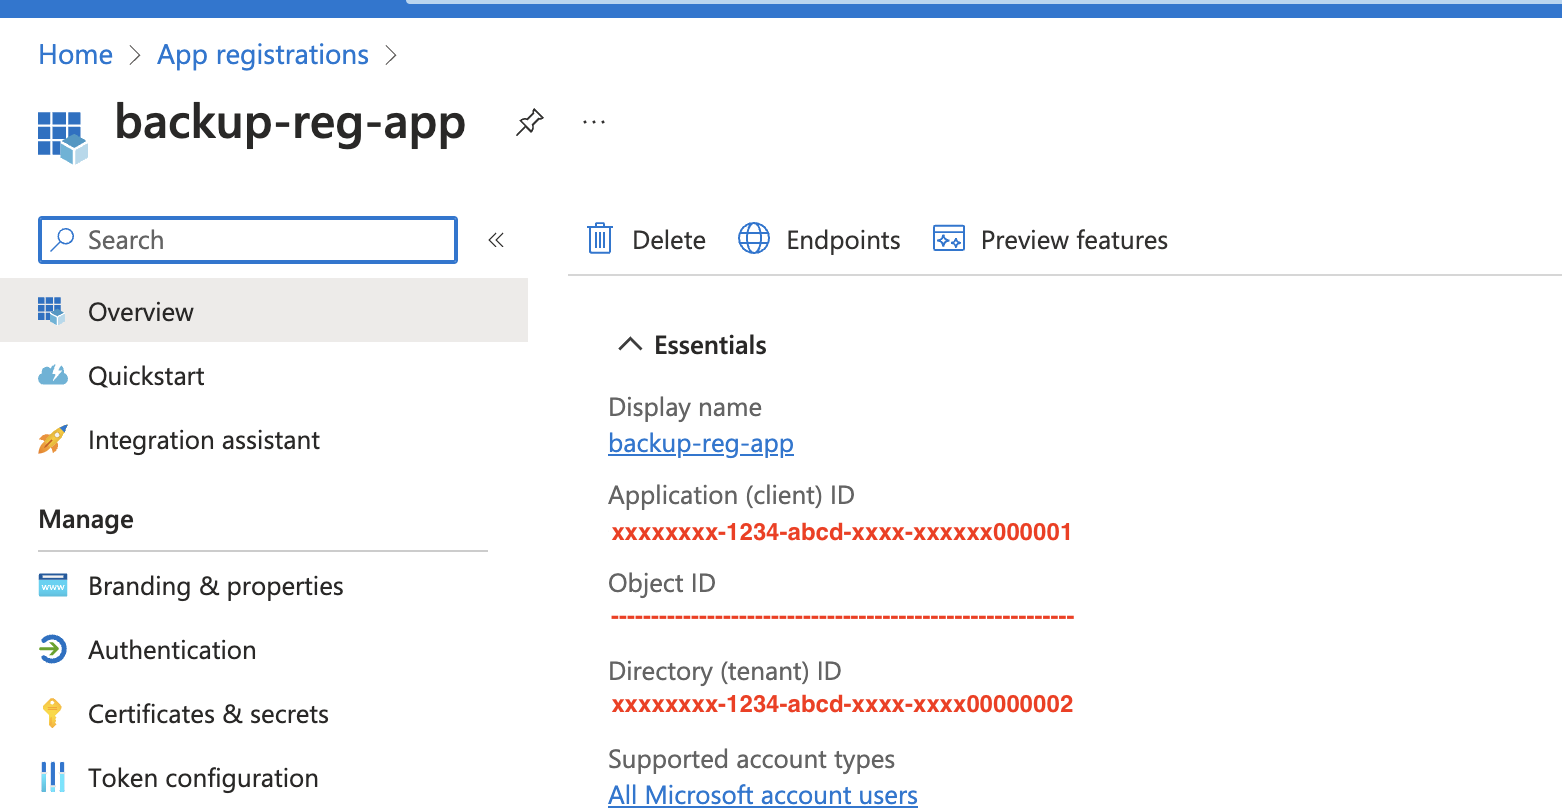 Home > App registrations >
backup-reg-app
...
Search
«
Delete
Endpoints
Preview features
Overview
Quickstart
Integration assistant
Manage
Branding & properties
Authentication
Certificates & secrets
Token configuration
Essentials
Display name
backup-reg-app
Application (client) ID
xxxxxxxx-1234-abcd-xxxx-xxxxxx000001
Object ID
----------------------------------------------------------
Directory (tenant) ID
xxxxxxxx-1234-abcd-xxxx-xxxx00000002
Supported account types
All Microsoft account users